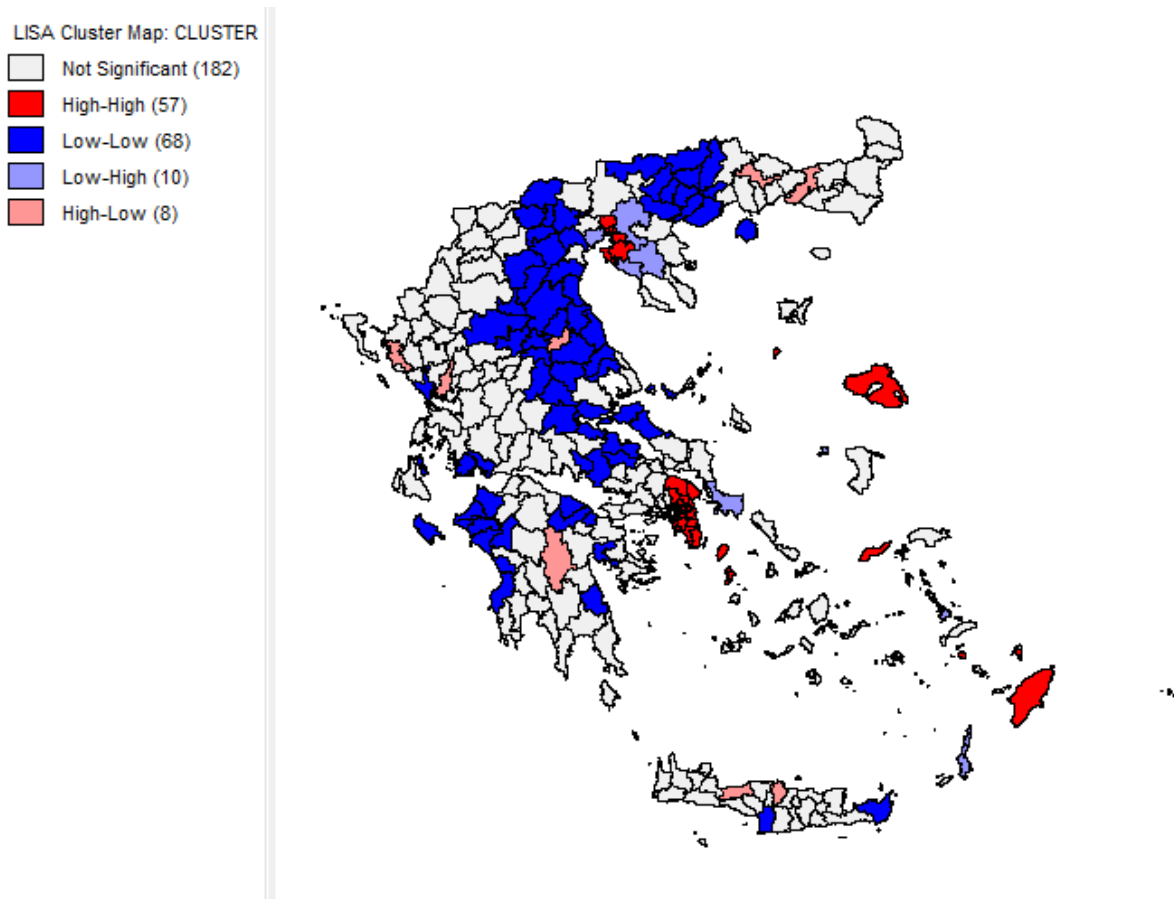 LISA Cluster Map: CLUSTER
Not Significant (182)
High-High (57)
Low-Low (68)
Low-High (10)
High-Low (8)